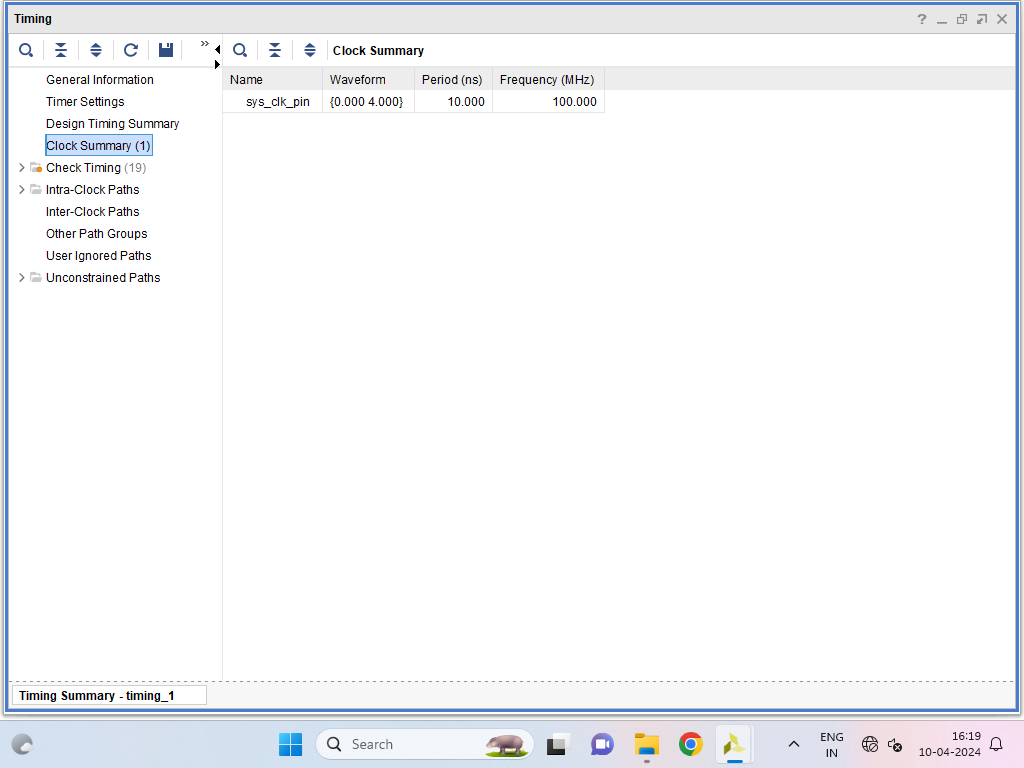 Timing
Clock Summary
General Information
Timer Settings
Design Timing Summary
Clock Summary (1)
Check Timing (19)
Intra-Clock Paths
Inter-Clock Paths
Other Path Groups
User Ignored Paths
Unconstrained Paths
Name Waveform Period (ns) Frequency (MHz)
sys_clk_pin {0.000 4.000} 10.000 100.000
Timing Summary - timing_1
Search
ENG
IN
16:19
10-04-2024